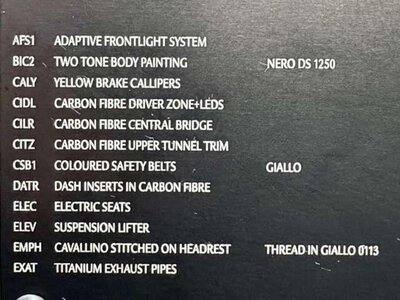 AFS1 ADAPTIVE FRONTLIGHT SYSTEM
BIC2 TWO TONE BODY PAINTING NERO DS 1250
CALY YELLOW BRAKE CALLIPERS
CIDL CARBON FIBRE DRIVER ZONE+LEDS
CILR CARBON FIBRE CENTRAL BRIDGE
CITZ CARBON FIBRE UPPER TUNNEL TRIM
CSB1 COLOURED SAFETY BELTS GIALLO
DATR DASH INSERTS IN CARBON FIBRE
ELEC ELECTRIC SEATS
ELEV SUSPENSION LIFTER
EMPH CAVALLINO STITCHED ON HEADREST THREAD IN GIALLO 0113
EXAT TITANIUM EXHAUST PIPES